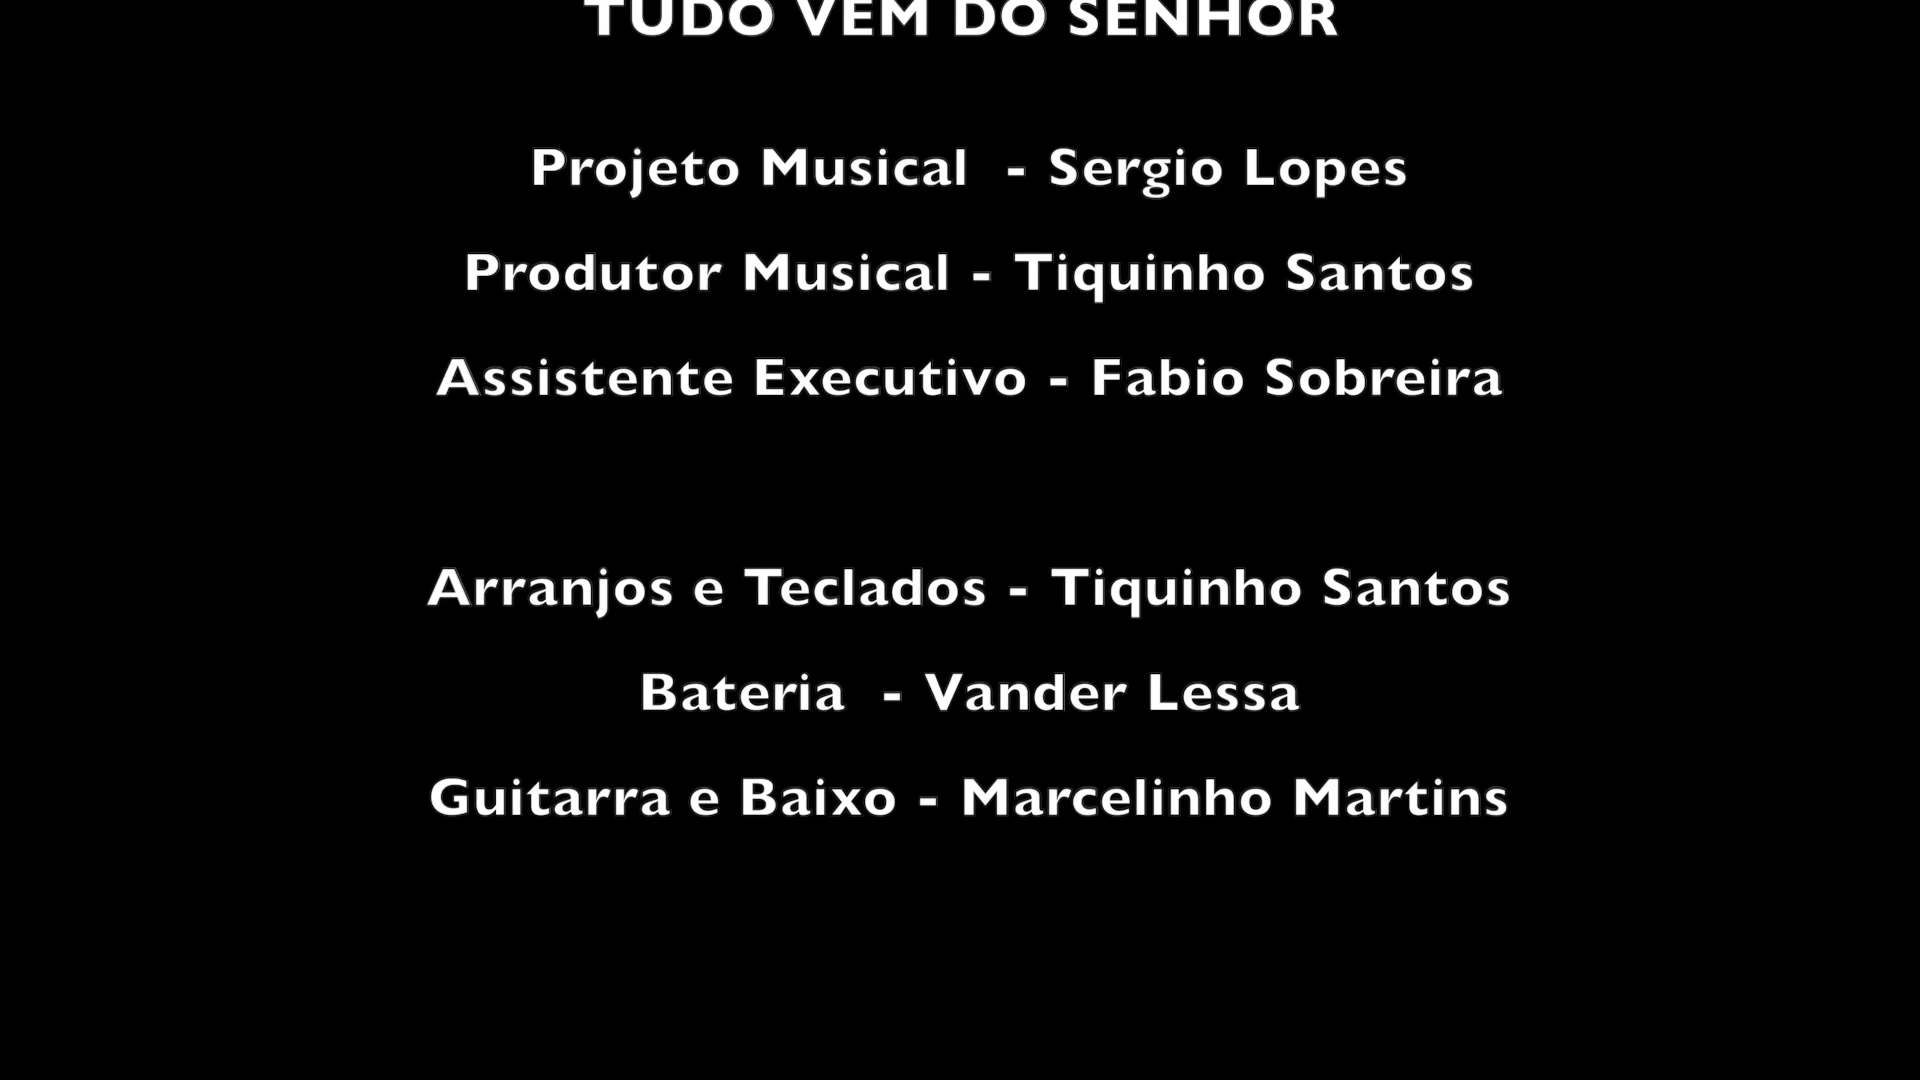 TUDO VEM DO SENHOR
Projeto Musical  - Sergio Lopes
Produtor Musical - Tiquinho Santos
Assistente Executivo - Fabio Sobreira
Arranjos e Teclados - Tiquinho Santos
Bateria  - Vander Lessa
Guitarra e Baixo - Marcelinho Martins